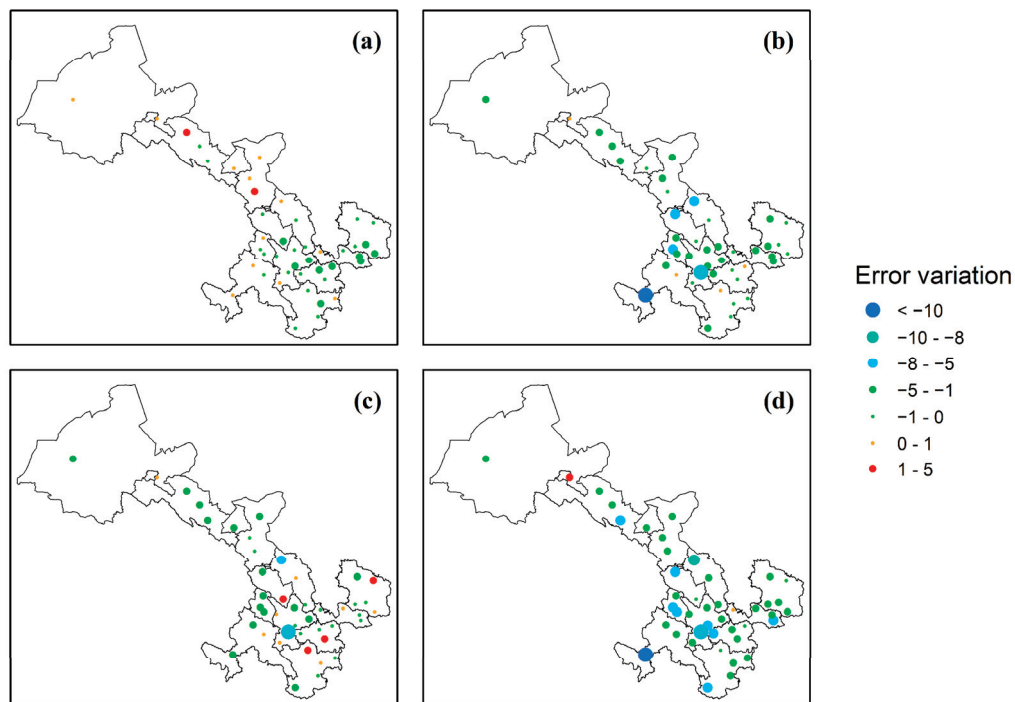 (a)
(b)
(c)
(d)
Error variation
< −10
−10 - −8
−8 - −5
−5 - −1
−1 - 0
0 - 1
1 - 5